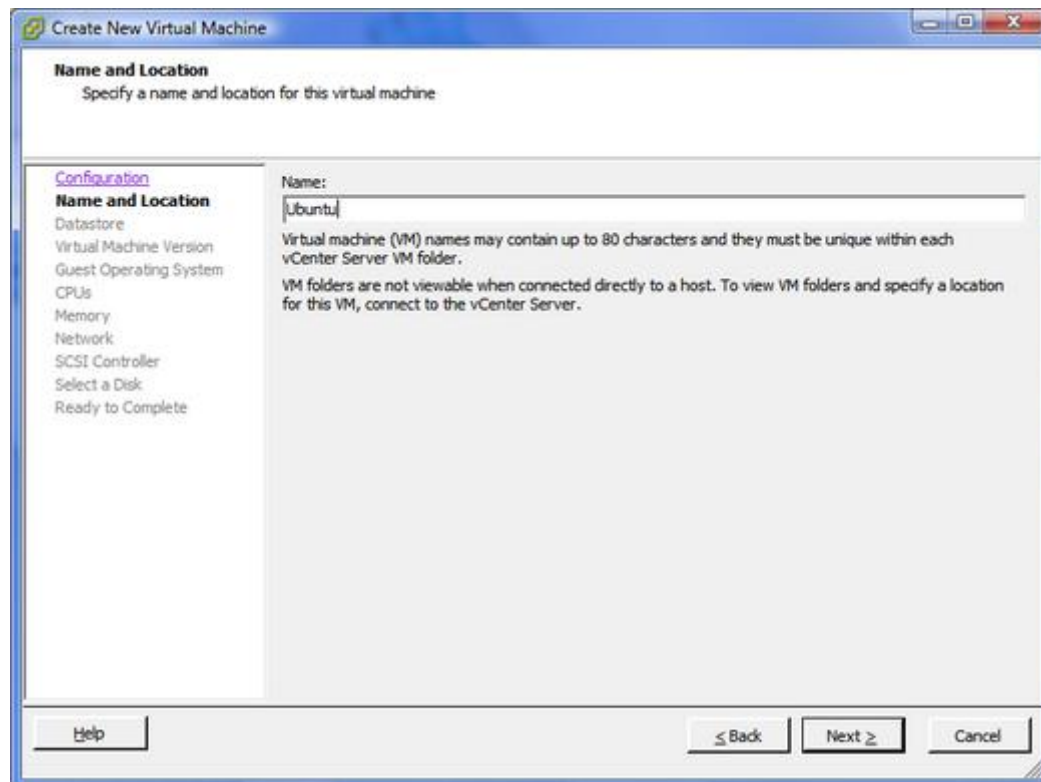 Create New Virtual Machine
Name and Location
Specify a name and location for this virtual machine
Configuration
Name and Location
Datastore
Virtual Machine Version
Guest Operating System
CPUs
Memory
Network
SCSI Controller
Select a Disk
Ready to Complete
Name:
Ubuntu
Virtual machine (VM) names may contain up to 80 characters and they must be unique within each
vCenter Server VM folder.
VM folders are not viewable when connected directly to a host. To view VM folders and specify a location
for this VM, connect to the vCenter Server.
Help
≤ Back
Next ≥
Cancel